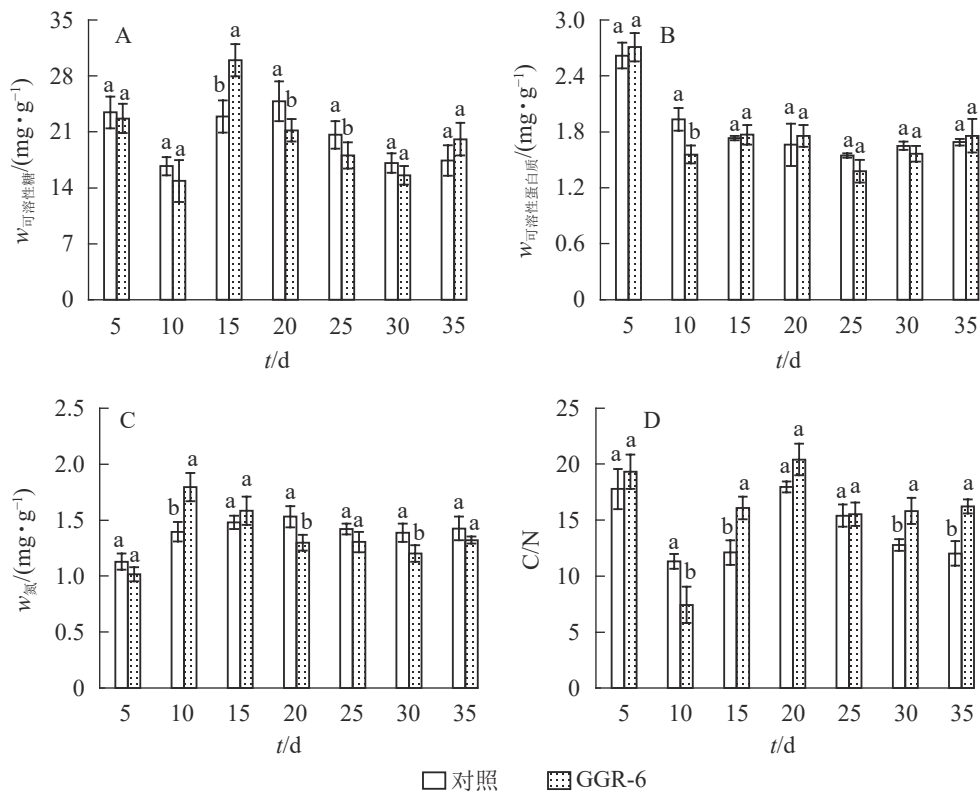 A
w可溶性糖/(mg·g⁻¹)
35
28
21
14
7
0
a a a a b a a b a b a a a a
5 10 15 20 25 30 35
t/d
B
w可溶性蛋白质/(mg·g⁻¹)
3.0
2.4
1.8
1.2
0.6
0
a a a b a a a a a a a a a a
5 10 15 20 25 30 35
t/d
C
w氮/(mg·g⁻¹)
2.5
2.0
1.5
1.0
0.5
0
a a b a a a a b a a a b a a
5 10 15 20 25 30 35
t/d
D
C/N
25
20
15
10
5
0
a a a b b a a a a a b a b a
5 10 15 20 25 30 35
t/d
对照 GGR-6